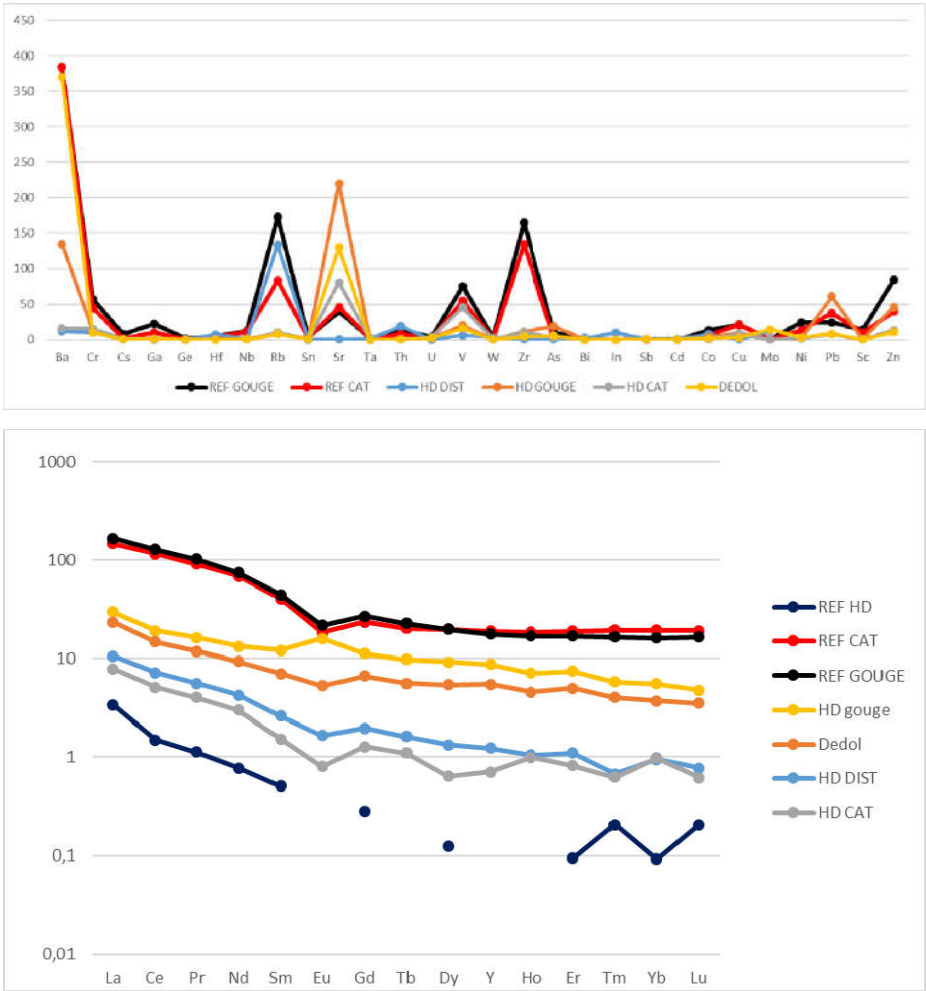 450
400
350
300
250
200
150
100
50
0
Ba Cr Cs Ga Ge Hf Nb Rb Sn Sr Ta Th U V W Zr As Bi In Sb Cd Co Cu Mo Ni Pb Sc Zn
REF GOUGE REF CAT HD DIST HD GOUGE HD CAT DEDOL
1000
100
10
1
0,1
0,01
La Ce Pr Nd Sm Eu Gd Tb Dy Y Ho Er Tm Yb Lu
REF HD
REF CAT
REF GOUGE
HD gouge
Dedol
HD DIST
HD CAT